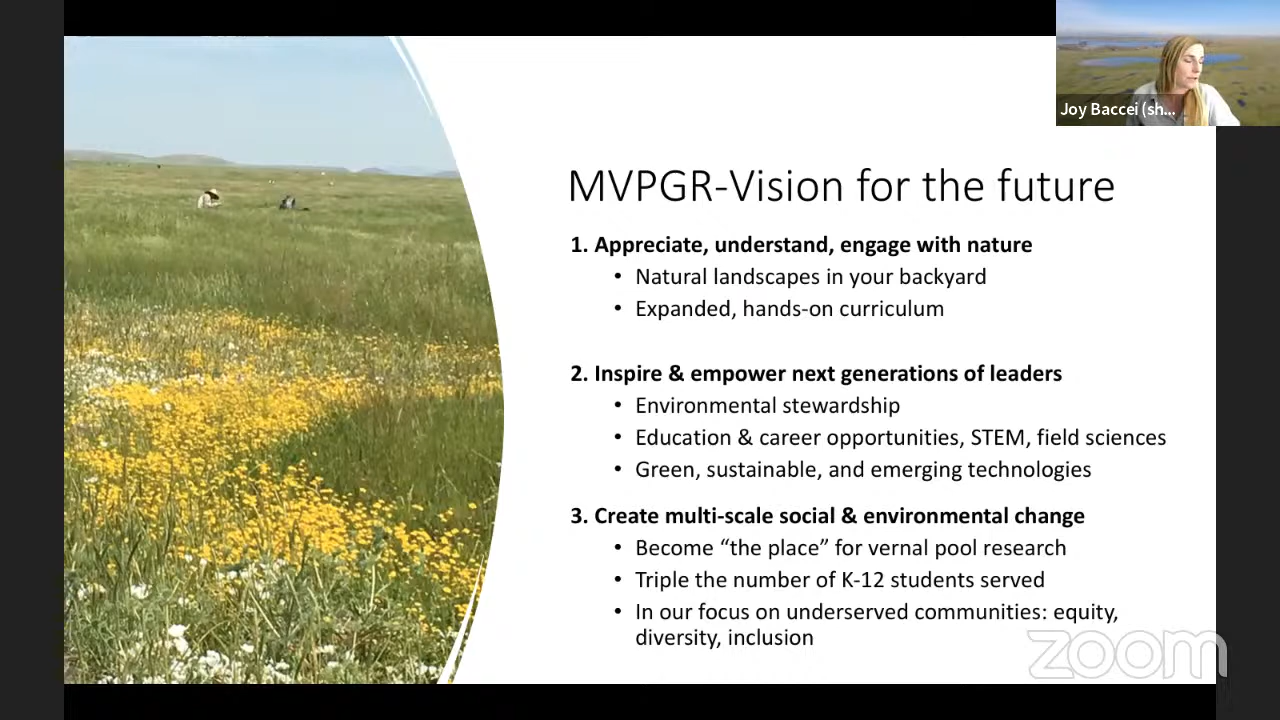 Joy Baccei (sh...
MVPGR-Vision for the future
1. Appreciate, understand, engage with nature
• Natural landscapes in your backyard
• Expanded, hands-on curriculum
2. Inspire & empower next generations of leaders
• Environmental stewardship
• Education & career opportunities, STEM, field sciences
• Green, sustainable, and emerging technologies
3. Create multi-scale social & environmental change
• Become “the place” for vernal pool research
• Triple the number of K-12 students served
• In our focus on underserved communities: equity,
diversity, inclusion
zoom